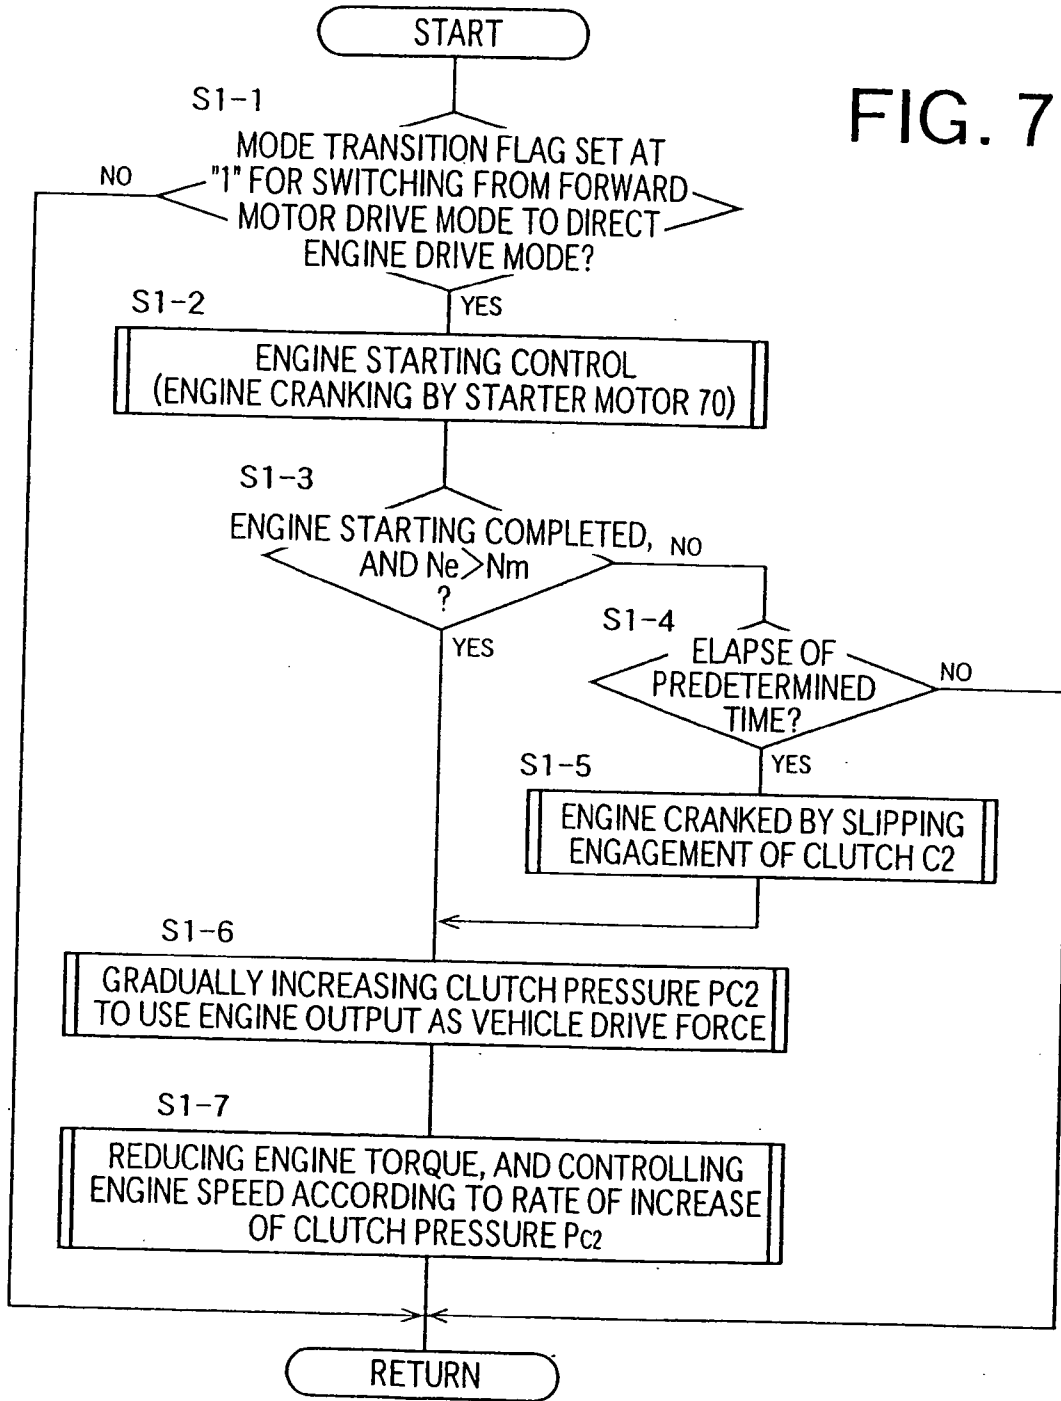 START
FIG. 7
S1-1
MODE TRANSITION FLAG SET AT
"1" FOR SWITCHING FROM FORWARD
MOTOR DRIVE MODE TO DIRECT
ENGINE DRIVE MODE?
NO
YES
S1-2
ENGINE STARTING CONTROL
(ENGINE CRANKING BY STARTER MOTOR 70)
S1-3
ENGINE STARTING COMPLETED,
AND Ne>Nm
?
NO
YES
S1-4
ELAPSE OF
PREDETERMINED
TIME?
NO
YES
S1-5
ENGINE CRANKED BY SLIPPING
ENGAGEMENT OF CLUTCH C2
S1-6
GRADUALLY INCREASING CLUTCH PRESSURE PC2
TO USE ENGINE OUTPUT AS VEHICLE DRIVE FORCE
S1-7
REDUCING ENGINE TORQUE, AND CONTROLLING
ENGINE SPEED ACCORDING TO RATE OF INCREASE
OF CLUTCH PRESSURE Pc2
RETURN